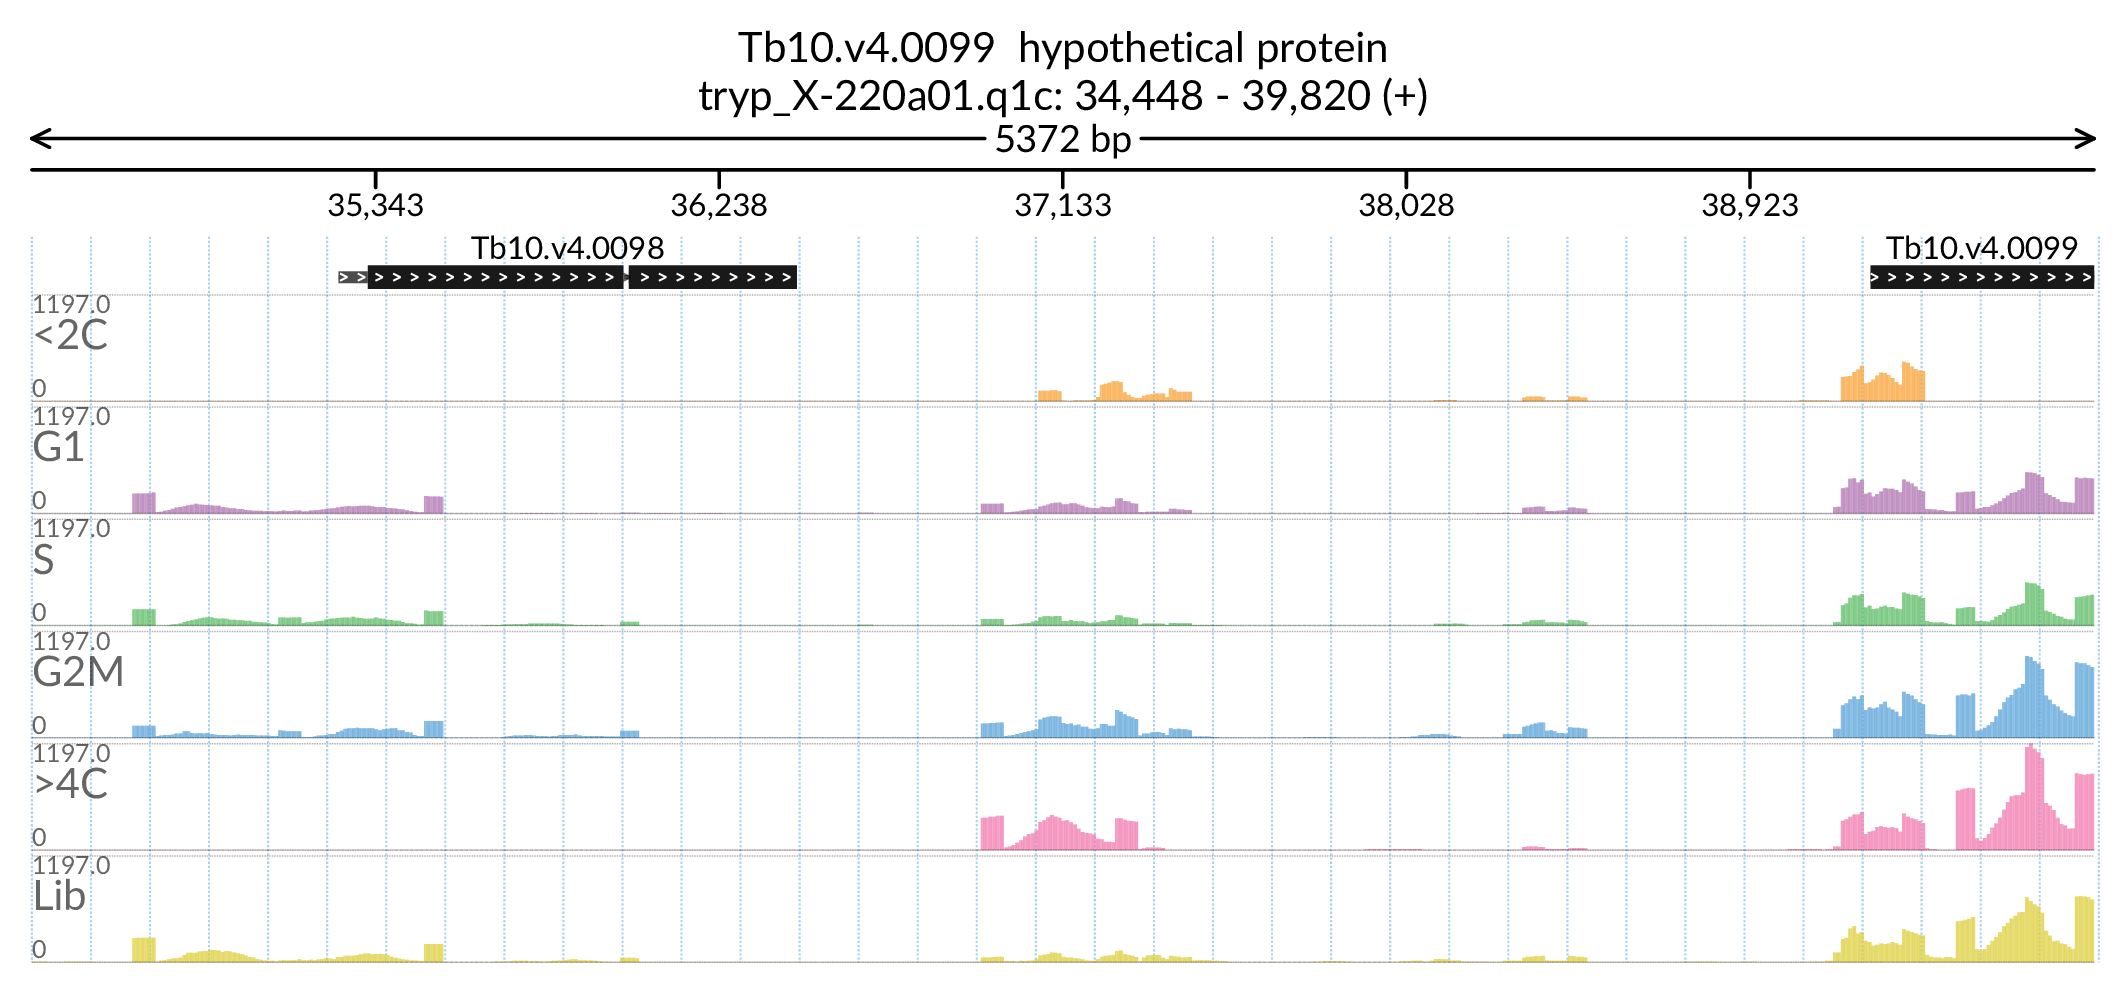 Tb10.v4.0099  hypothetical protein
tryp_X-220a01.q1c: 34,448 - 39,820 (+)
5372 bp
35,343 36,238 37,133 38,028 38,923
Tb10.v4.0098 Tb10.v4.0099
1197.0
<2C
0
1197.0
G1
0
1197.0
S
0
1197.0
G2M
0
1197.0
>4C
0
1197.0
Lib
0